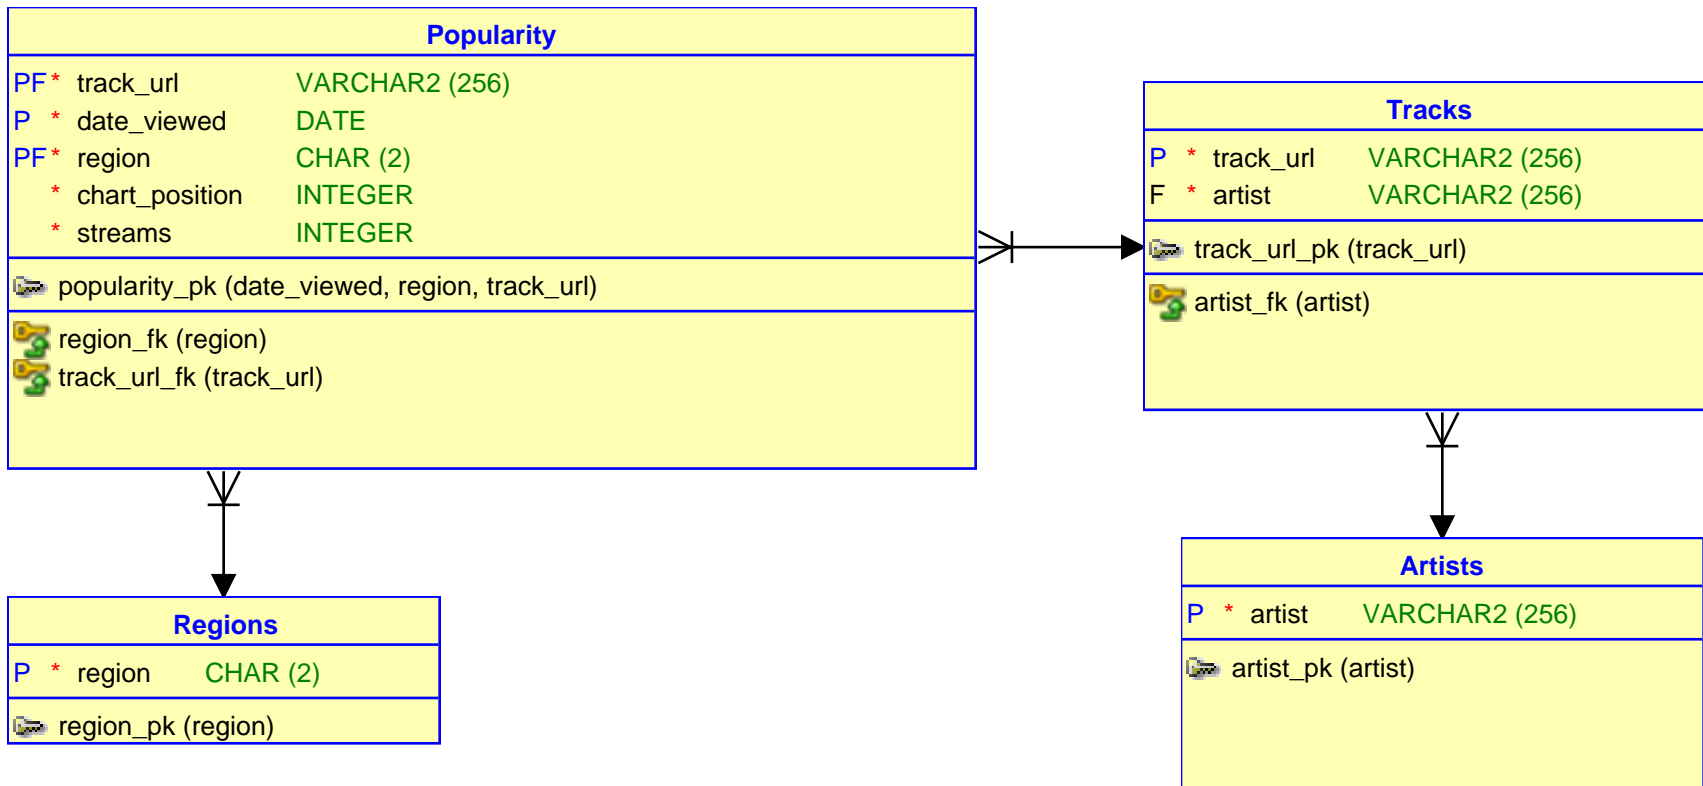 Popularity
PF* track_url VARCHAR2 (256)
P * date_viewed DATE
PF* region CHAR (2)
* chart_position INTEGER
* streams INTEGER
popularity_pk (date_viewed, region, track_url)
region_fk (region)
track_url_fk (track_url)
Tracks
P * track_url VARCHAR2 (256)
F * artist VARCHAR2 (256)
track_url_pk (track_url)
artist_fk (artist)
Regions
P * region CHAR (2)
region_pk (region)
Artists
P * artist VARCHAR2 (256)
artist_pk (artist)